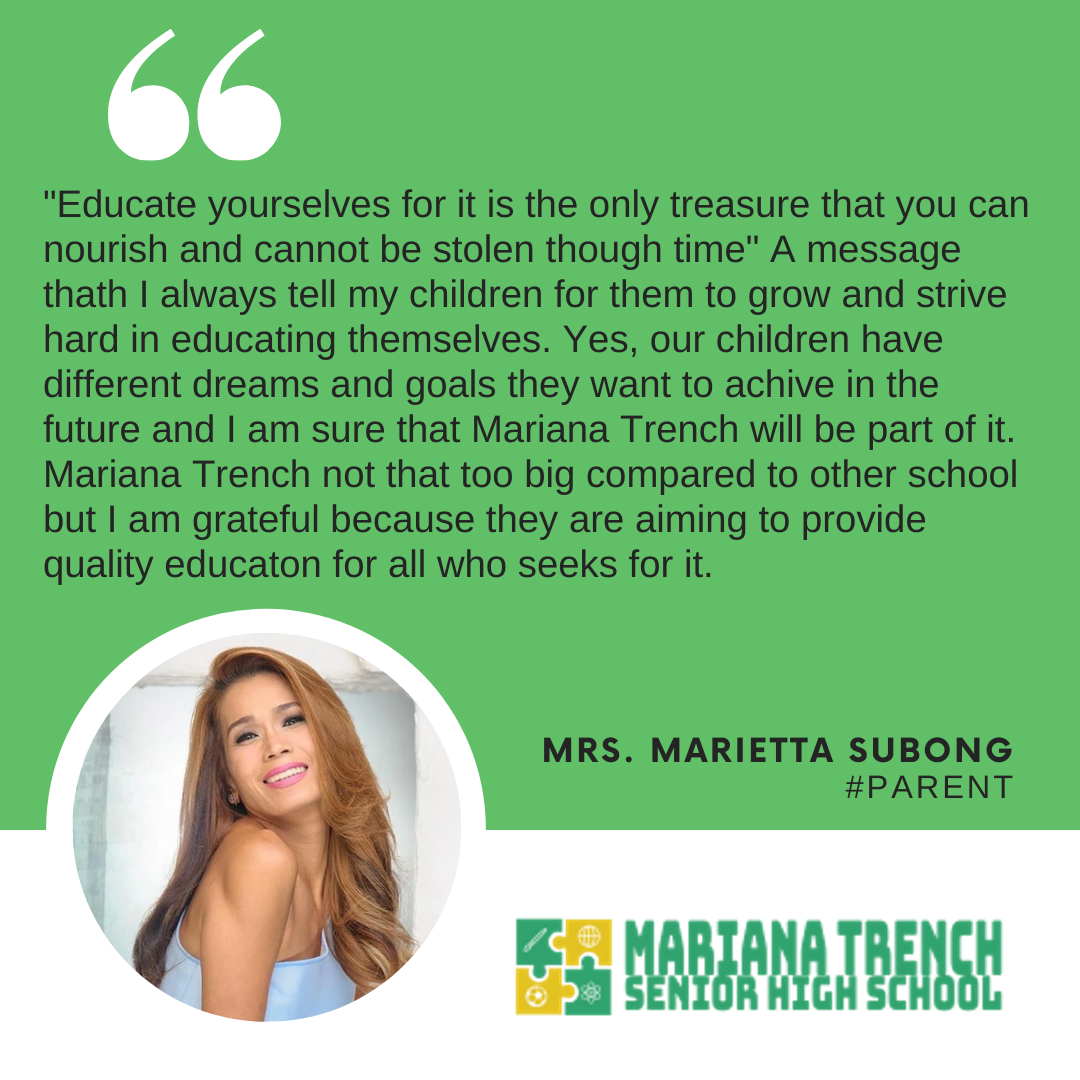 "Educate yourselves for it is the only treasure that you can
nourish and cannot be stolen though time" A message
thath I always tell my children for them to grow and strive
hard in educating themselves. Yes, our children have
different dreams and goals they want to achive in the
future and I am sure that Mariana Trench will be part of it.
Mariana Trench not that too big compared to other school
but I am grateful because they are aiming to provide
quality educaton for all who seeks for it.
MRS. MARIETTA SUBONG
#PARENT
MARIANA TRENCH
SENIOR HIGH SCHOOL